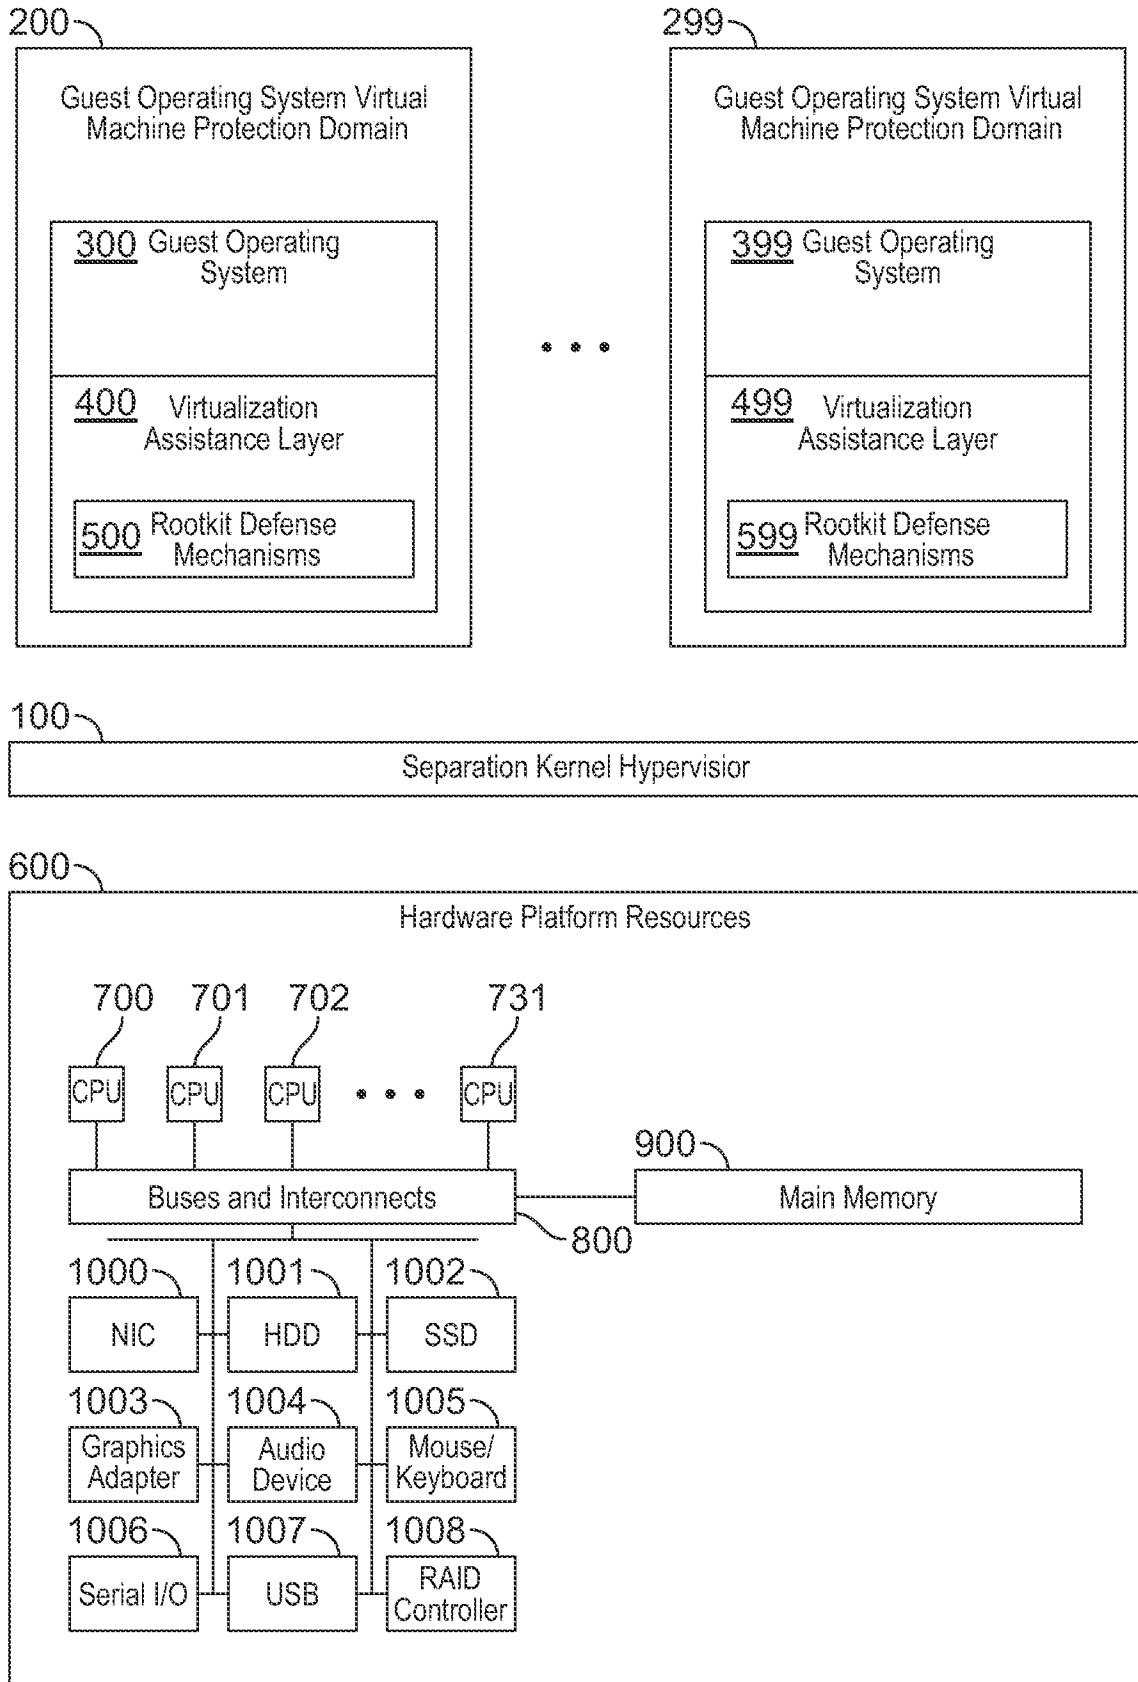 200
299
Guest Operating System Virtual
Machine Protection Domain
Guest Operating System Virtual
Machine Protection Domain
300 Guest Operating
System
399 Guest Operating
System
400 Virtualization
Assistance Layer
499 Virtualization
Assistance Layer
500 Rootkit Defense
Mechanisms
599 Rootkit Defense
Mechanisms
100
Separation Kernel Hypervisior
600
Hardware Platform Resources
700
701
702
731
CPU
CPU
CPU
CPU
900
Buses and Interconnects
Main Memory
800
1000
1001
1002
NIC
HDD
SSD
1003
1004
1005
Graphics
Adapter
Audio
Device
Mouse/
Keyboard
1006
1007
1008
Serial I/O
USB
RAID
Controller